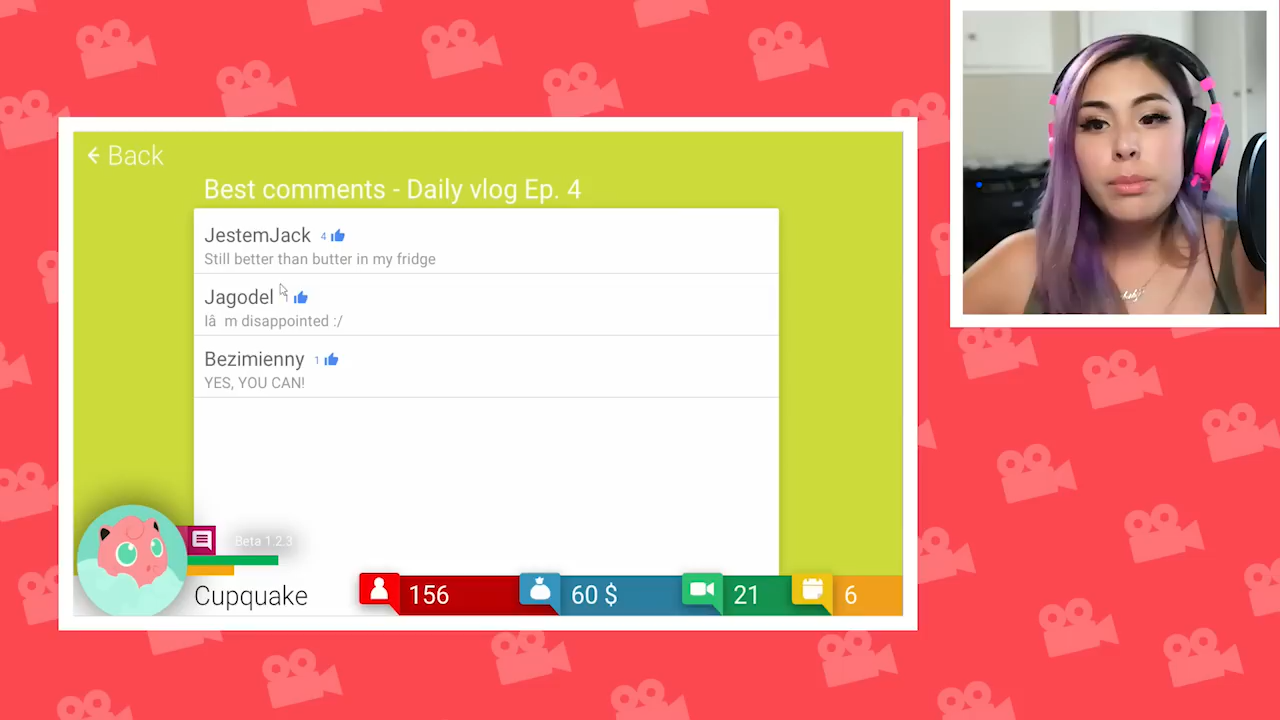 Back
Best comments - Daily vlog Ep. 4
JestemJack 4
Still better than butter in my fridge
Jagodel
Iâ m disappointed :/
Bezimienny 1
YES, YOU CAN!
Beta 1.2.3
Cupquake
156
60 $
21
6